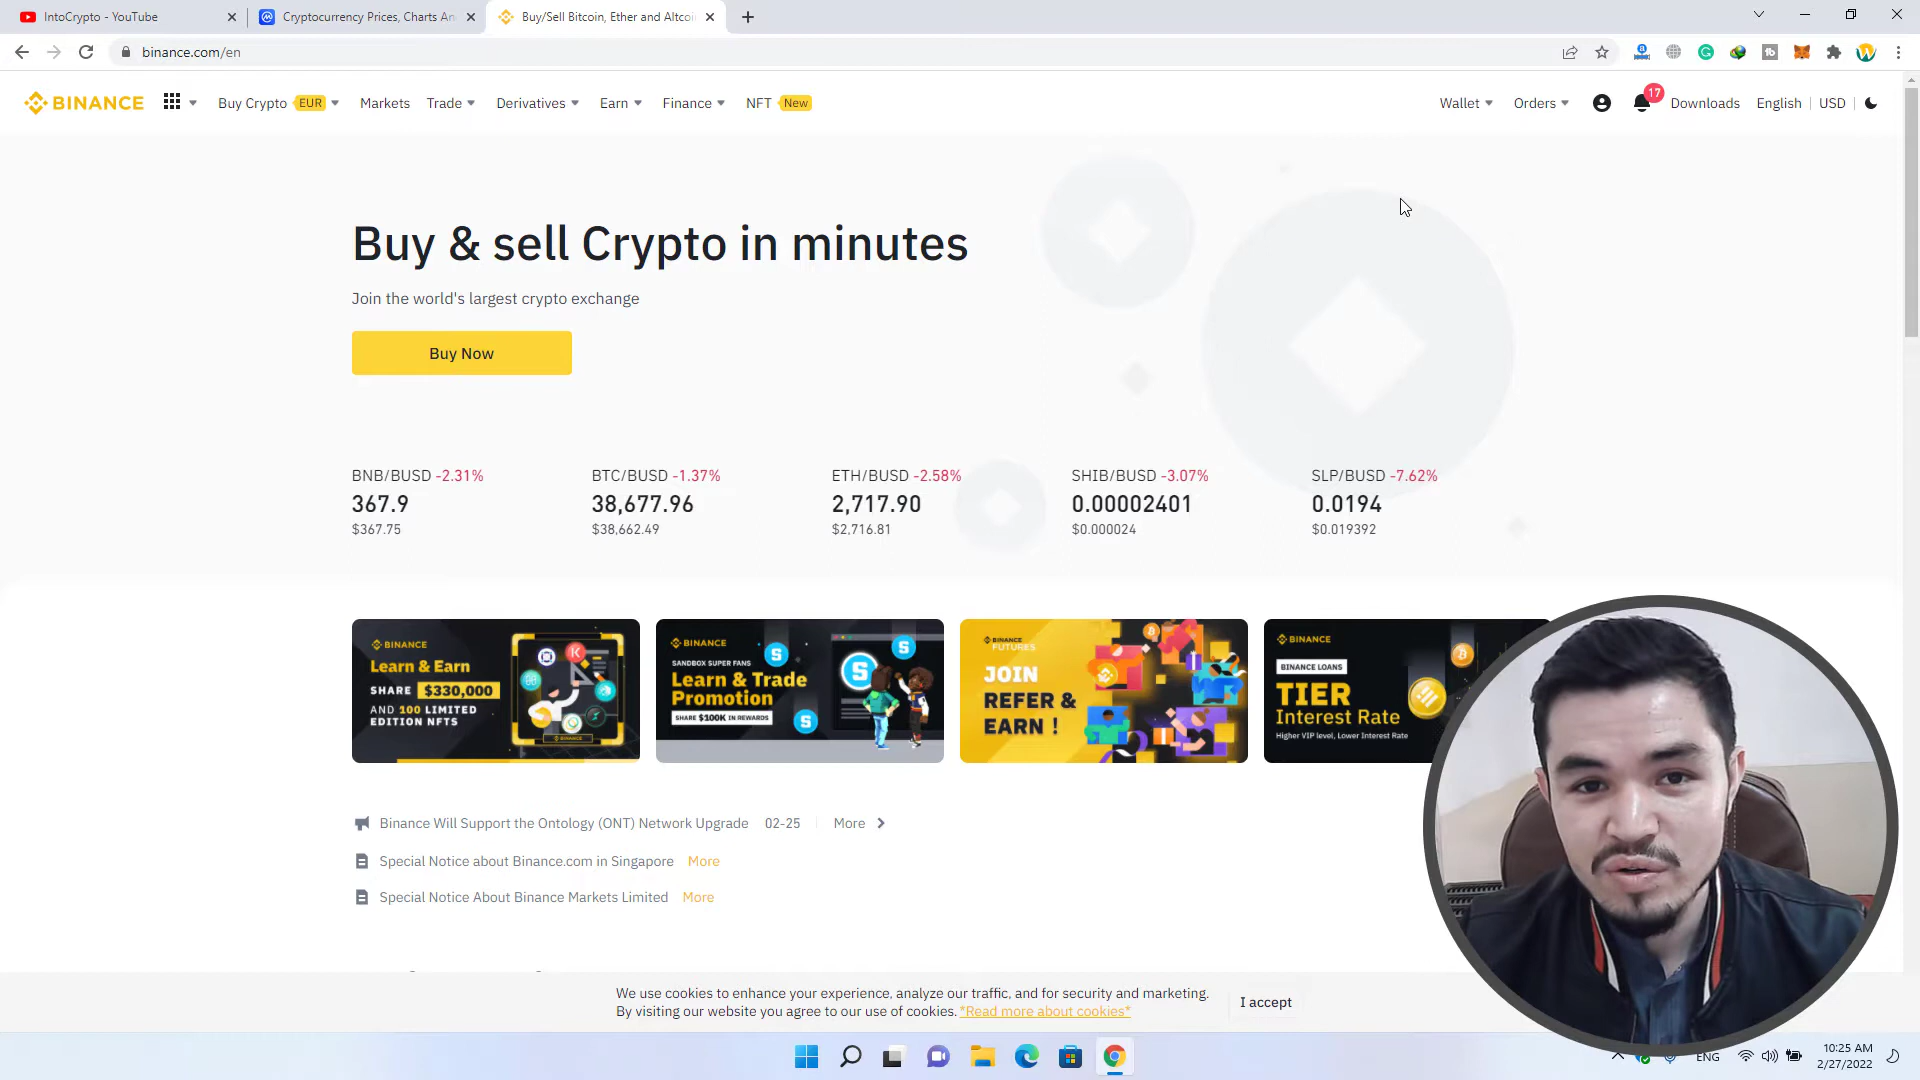 IntoCrypto - YouTube
Cryptocurrency Prices, Charts An
Buy/Sell Bitcoin, Ether and Altcoi
binance.com/en
BINANCE
Buy Crypto EUR
Markets
Trade
Derivatives
Earn
Finance
NFT New
Wallet
Orders
17
Downloads
English
USD
Buy & sell Crypto in minutes
Join the world's largest crypto exchange
Buy Now
BNB/BUSD -2.31%
367.9
$367.75
BTC/BUSD -1.37%
38,677.96
$38,662.49
ETH/BUSD -2.58%
2,717.90
$2,716.81
SHIB/BUSD -3.07%
0.00002401
$0.000024
SLP/BUSD -7.62%
0.0194
$0.019392
BINANCE
Learn & Earn
SHARE $330,000
AND 100 LIMITED
EDITION NFTS
BINANCE
SANDBOX SUPER FANS
Learn & Trade
Promotion
SHARE $100K IN REWARDS
BINANCE
FUTURES
JOIN
REFER &
EARN !
BINANCE
BINANCE LOANS
TIER
Interest Rate
Higher VIP level, Lower Interest Rate
Binance Will Support the Ontology (ONT) Network Upgrade 02-25 More
Special Notice about Binance.com in Singapore More
Special Notice About Binance Markets Limited More
We use cookies to enhance your experience, analyze our traffic, and for security and marketing.
By visiting our website you agree to our use of cookies. *Read more about cookies*
I accept
ENG
10:25 AM
2/27/2022